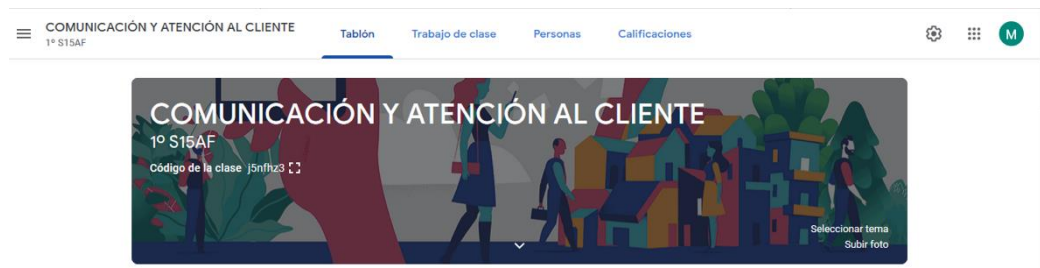 COMUNICACIÓN Y ATENCIÓN AL CLIENTE
1º S15AF
Tablón Trabajo de clase Personas Calificaciones
M
COMUNICACIÓN Y ATENCIÓN AL CLIENTE
1º S15AF
Código de la clase j5nfhz3
Seleccionar tema
Subir foto